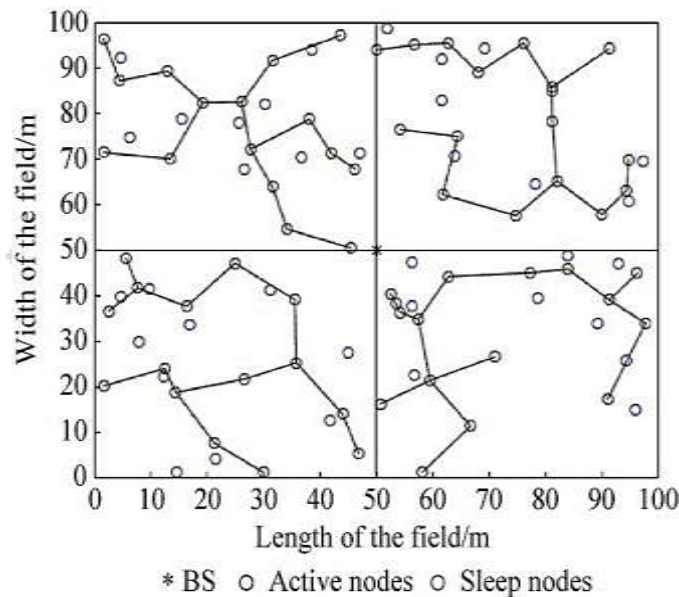 100
90
80
70
60
50
40
30
20
10
0
Width of the field/m
0 10 20 30 40 50 60 70 80 90 100
Length of the field/m
* BS ○ Active nodes ○ Sleep nodes